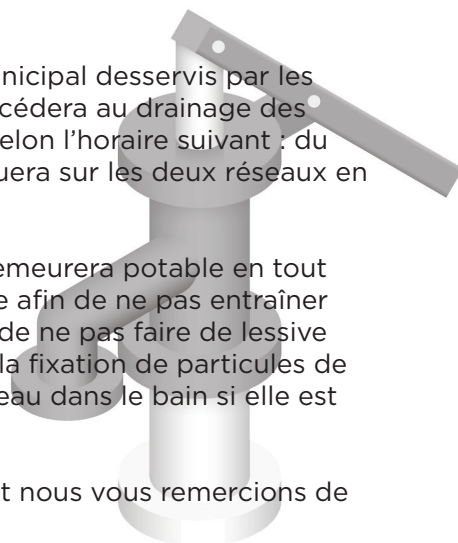 nicipal desservis par les
cédera au drainage des
elon l’horaire suivant : du
uera sur les deux réseaux en
emeurera potable en tout
e afin de ne pas entraîner
de ne pas faire de lessive
la fixation de particules de
eau dans le bain si elle est
t nous vous remercions de